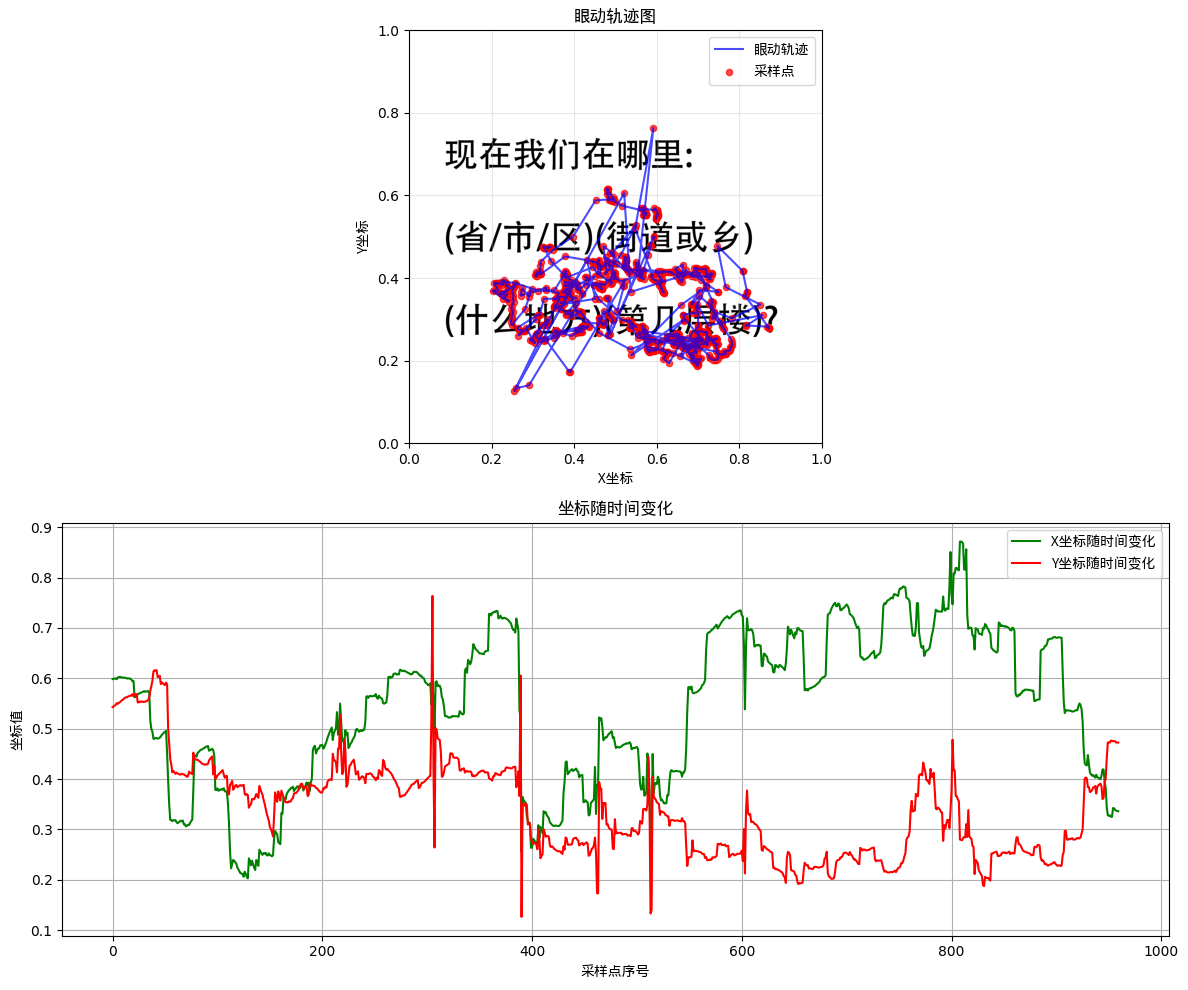 眼动轨迹图
1.0
0.8
0.6
0.4
0.2
0.0
Y坐标
眼动轨迹
采样点
现在我们在哪里:
(省/市/区)(街道或乡)
(什么地方)(第几层楼)?
0.0 0.2 0.4 0.6 0.8 1.0
X坐标
坐标随时间变化
0.9
0.8
0.7
0.6
0.5
0.4
0.3
0.2
0.1
坐标值
X坐标随时间变化
Y坐标随时间变化
0 200 400 600 800 1000
采样点序号